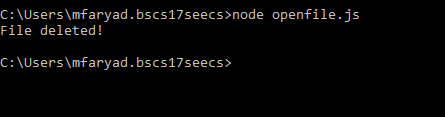 C:\Users\mfaryad.bscs17seecs>node openfile.js
File deleted!
C:\Users\mfaryad.bscs17seecs>